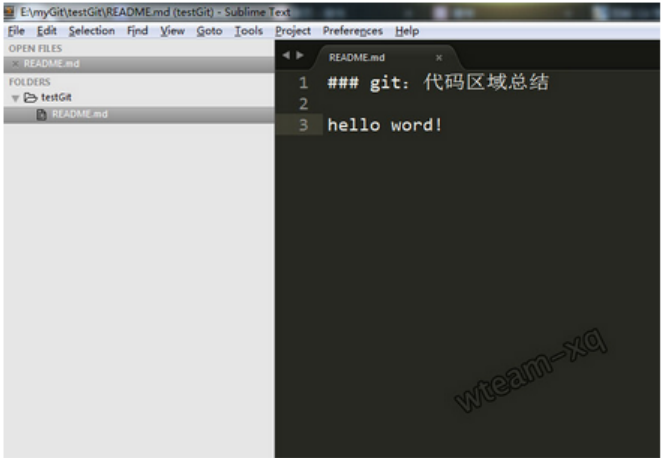 E:\myGit\testGit\README.md (testGit) - Sublime Text
File Edit Selection Find View Goto Tools Project Preferences Help
OPEN FILES
× README.md
FOLDERS
testGit
README.md
README.md ×
1 ### git：代码区域总结
2
3 hello word!
wteam-xq